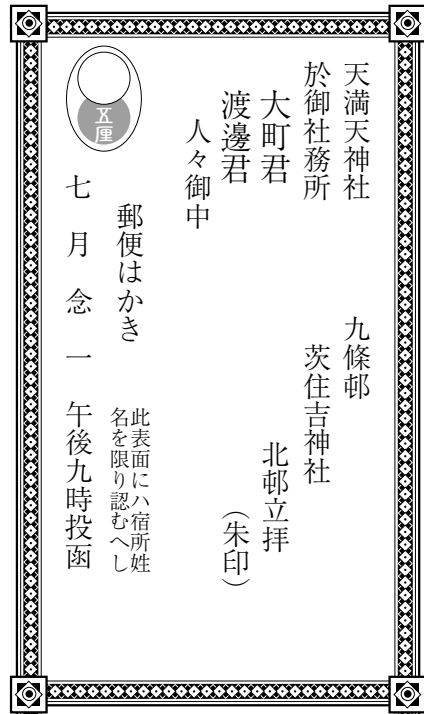 天満天神社
九條邨
於御社務所
茨住吉神社
大町君
北邨立拝
渡邊君
（朱印）
人々御中
郵便はかき
此表面にハ宿所姓
名を限り認むへし
五厘
七月念一　午後九時投函